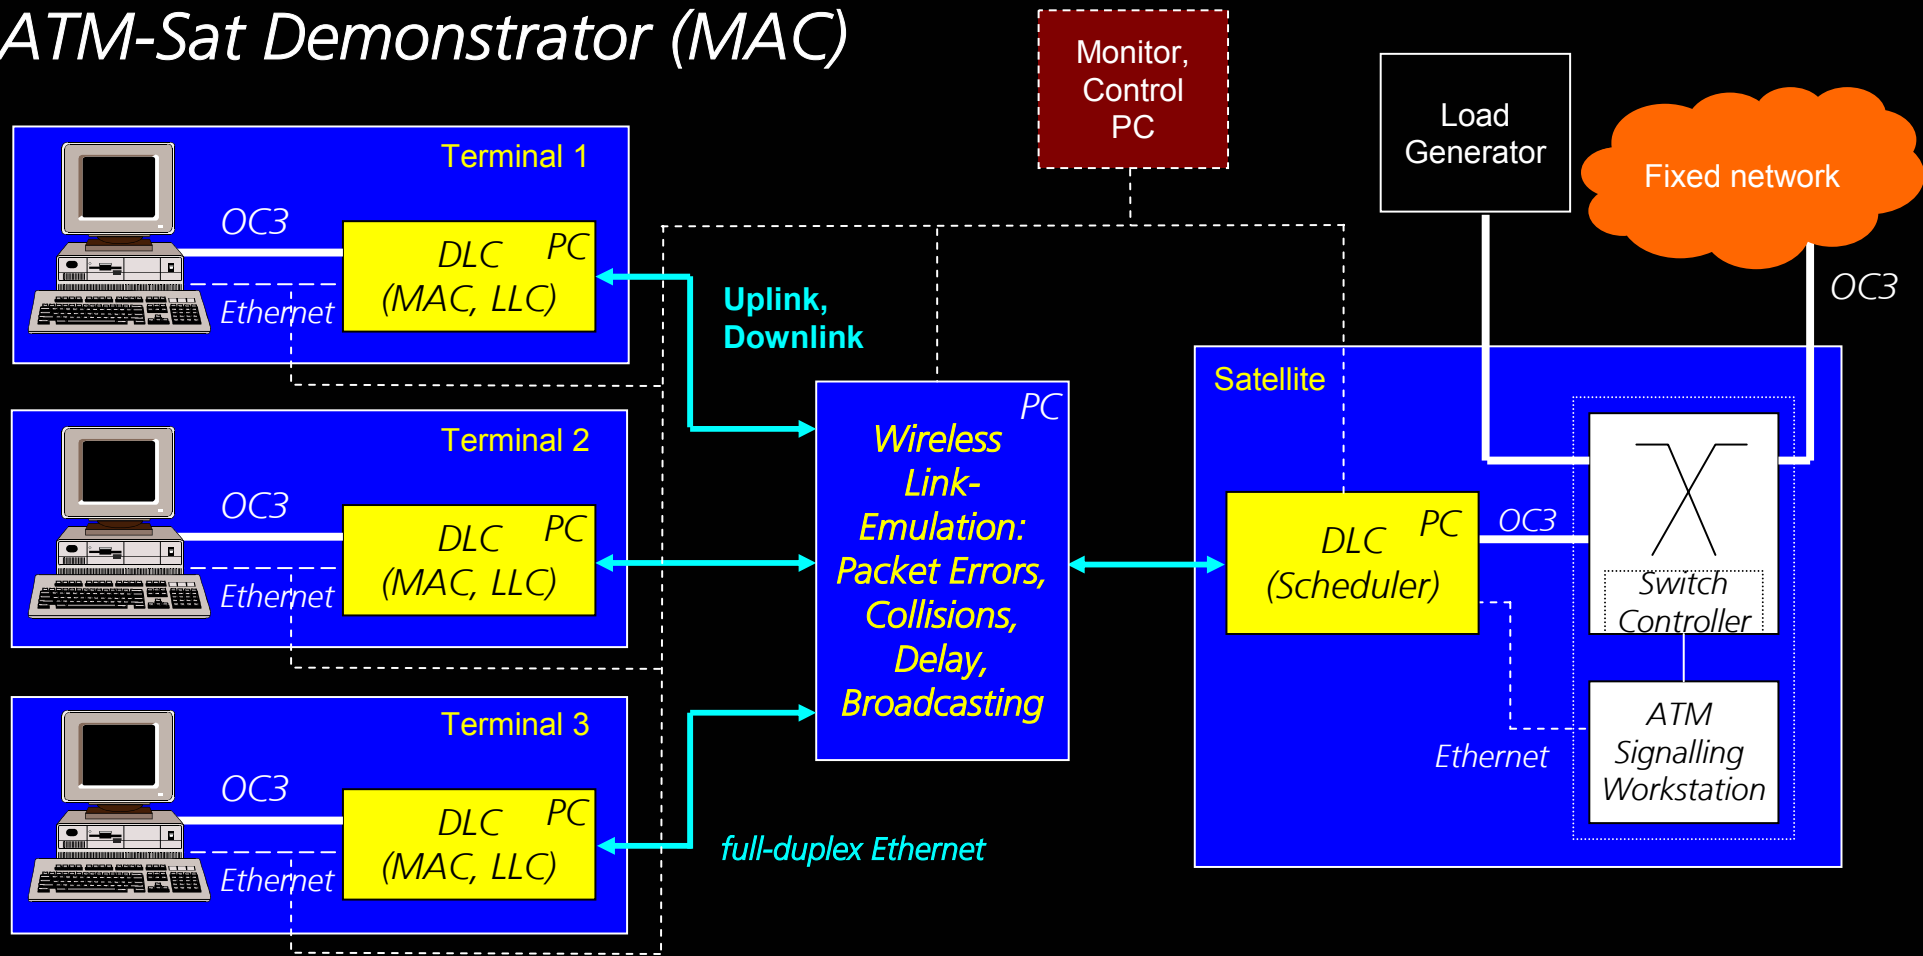 ATM-Sat Demonstrator (MAC)
Monitor,
Control
PC
Load
Generator
Fixed network
OC3
Terminal 1
OC3
Ethernet
DLC
PC
(MAC, LLC)
Uplink,
Downlink
Terminal 2
OC3
Ethernet
DLC
PC
(MAC, LLC)
Terminal 3
OC3
Ethernet
DLC
PC
(MAC, LLC)
full-duplex Ethernet
PC
Wireless
Link-
Emulation:
Packet Errors,
Collisions,
Delay,
Broadcasting
Satellite
DLC
PC
(Scheduler)
OC3
Switch
Controller
Ethernet
ATM
Signalling
Workstation